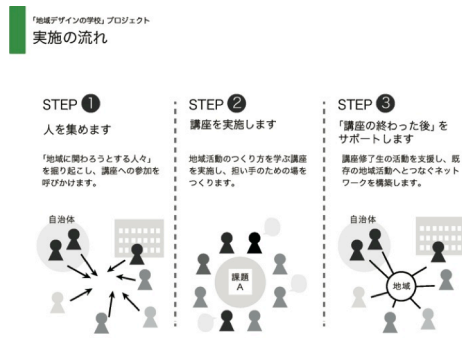 「地域デザインの学校」プロジェクト
実施の流れ
STEP 1
人を集めます
「地域に関わろうとする人々」
を掘り起こし、講座への参加を
呼びかけます。
自治体
STEP 2
講座を実施します
地域活動のつくり方を学ぶ講座
を実施し、担い手のための場を
つくります。
課題
A
STEP 3
「講座の終わった後」を
サポートします
講座修了生の活動を支援し、既
存の地域活動へとつなぐネット
ワークを構築します。
自治体
地域